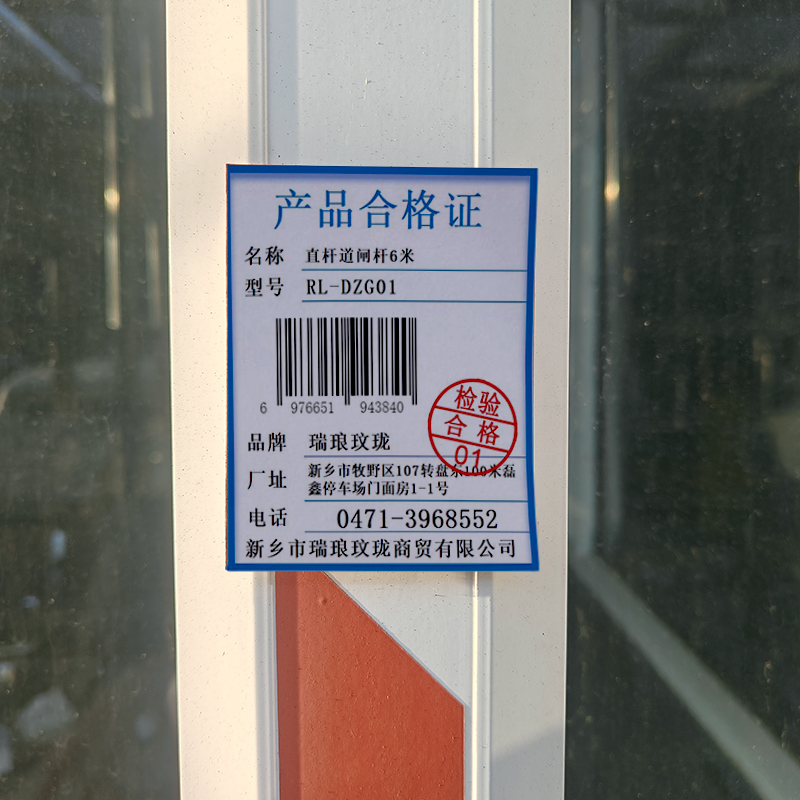 产品合格证
名称 直杆道闸杆6米
型号 RL-DZG01
6 976651 943840
检验
合格
01
品牌 瑞琅玟珑
厂址 新乡市牧野区107转盘东100米磊
鑫停车场门面房1-1号
电话 0471-3968552
新乡市瑞琅玟珑商贸有限公司